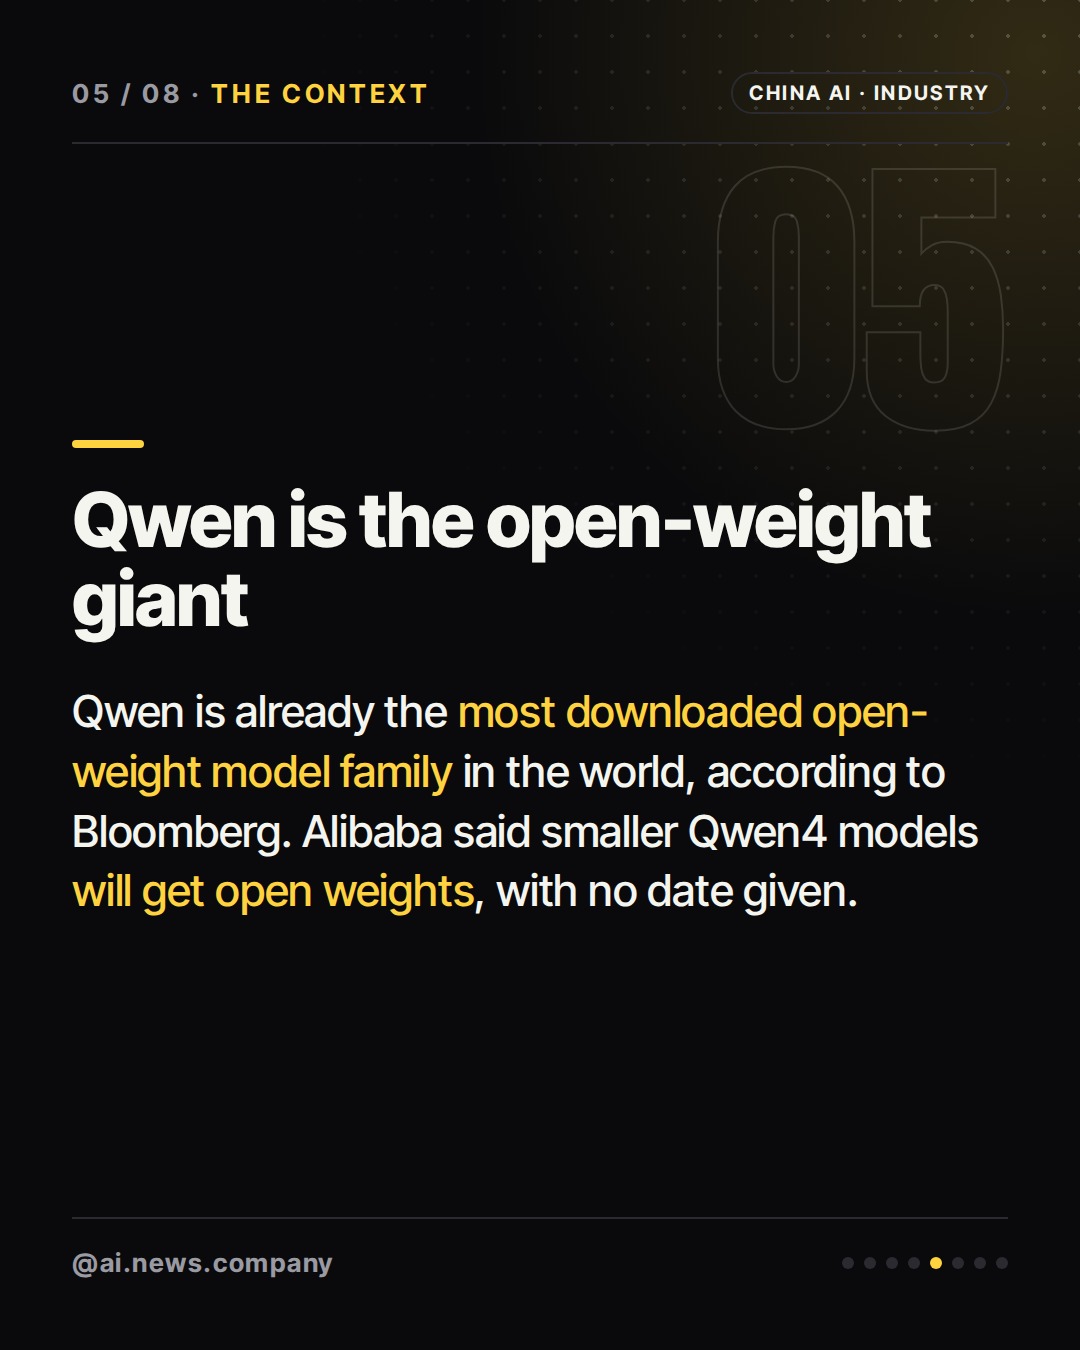 05 / 08 · THE CONTEXT
CHINA AI · INDUSTRY
05
Qwen is the open-weight
giant
Qwen is already the most downloaded open-
weight model family in the world, according to
Bloomberg. Alibaba said smaller Qwen4 models
will get open weights, with no date given.
@ai.news.company